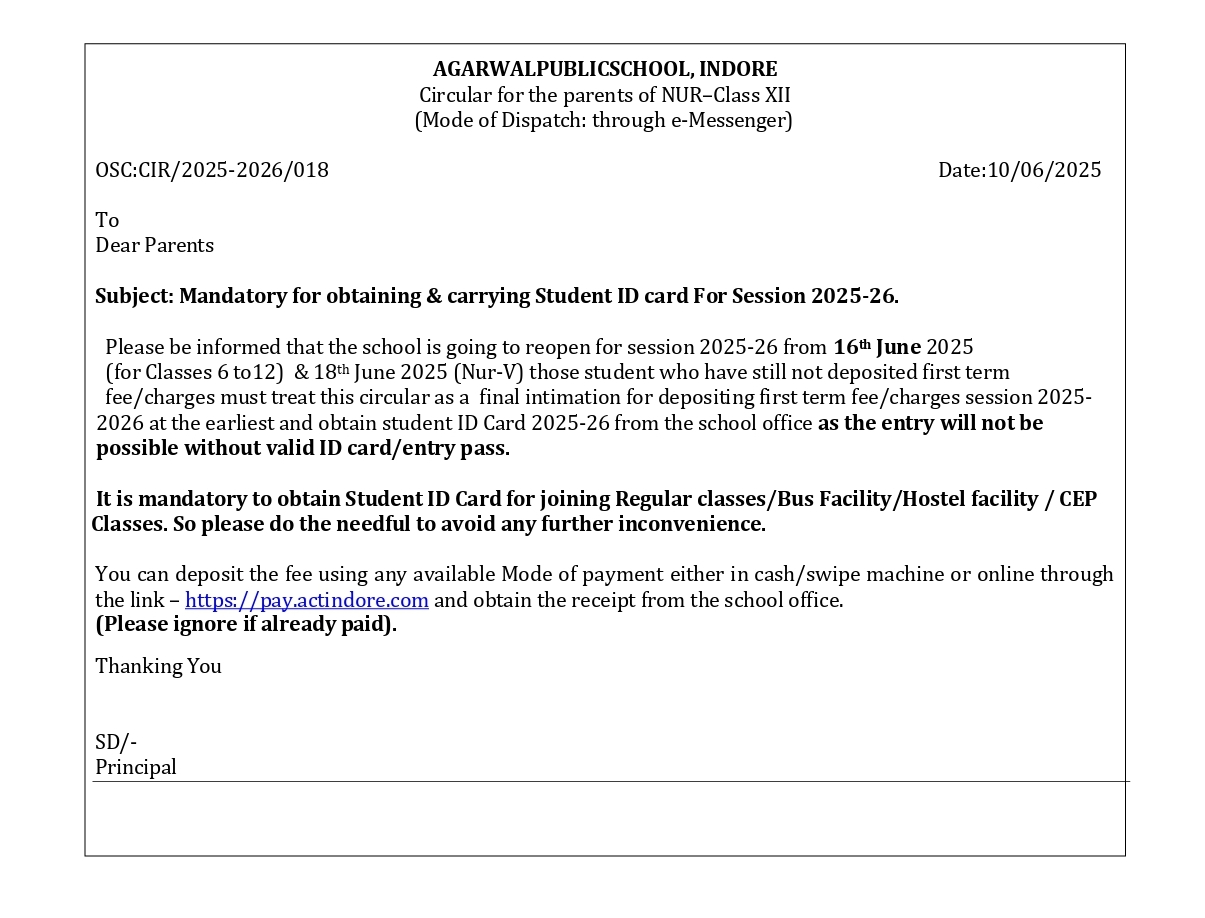 AGARWALPUBLICSCHOOL, INDORE
Circular for the parents of NUR–Class XII
(Mode of Dispatch: through e-Messenger)
OSC:CIR/2025-2026/018 Date:10/06/2025
To
Dear Parents
Subject: Mandatory for obtaining & carrying Student ID card For Session 2025-26.
Please be informed that the school is going to reopen for session 2025-26 from 16th June 2025
(for Classes 6 to12) & 18th June 2025 (Nur-V) those student who have still not deposited first term
fee/charges must treat this circular as a final intimation for depositing first term fee/charges session 2025-
2026 at the earliest and obtain student ID Card 2025-26 from the school office as the entry will not be
possible without valid ID card/entry pass.
It is mandatory to obtain Student ID Card for joining Regular classes/Bus Facility/Hostel facility / CEP
Classes. So please do the needful to avoid any further inconvenience.
You can deposit the fee using any available Mode of payment either in cash/swipe machine or online through
the link – https://pay.actindore.com and obtain the receipt from the school office.
(Please ignore if already paid).
Thanking You
SD/-
Principal